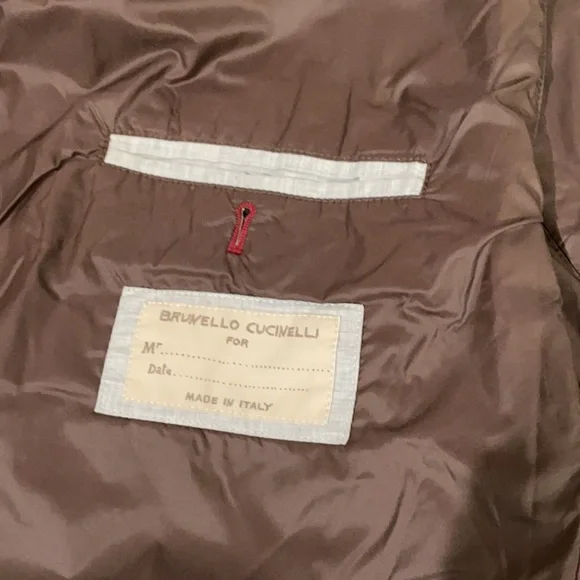 BRUNELLO CUCINELLI
FOR
Mr...........................
Date...........................
MADE IN ITALY